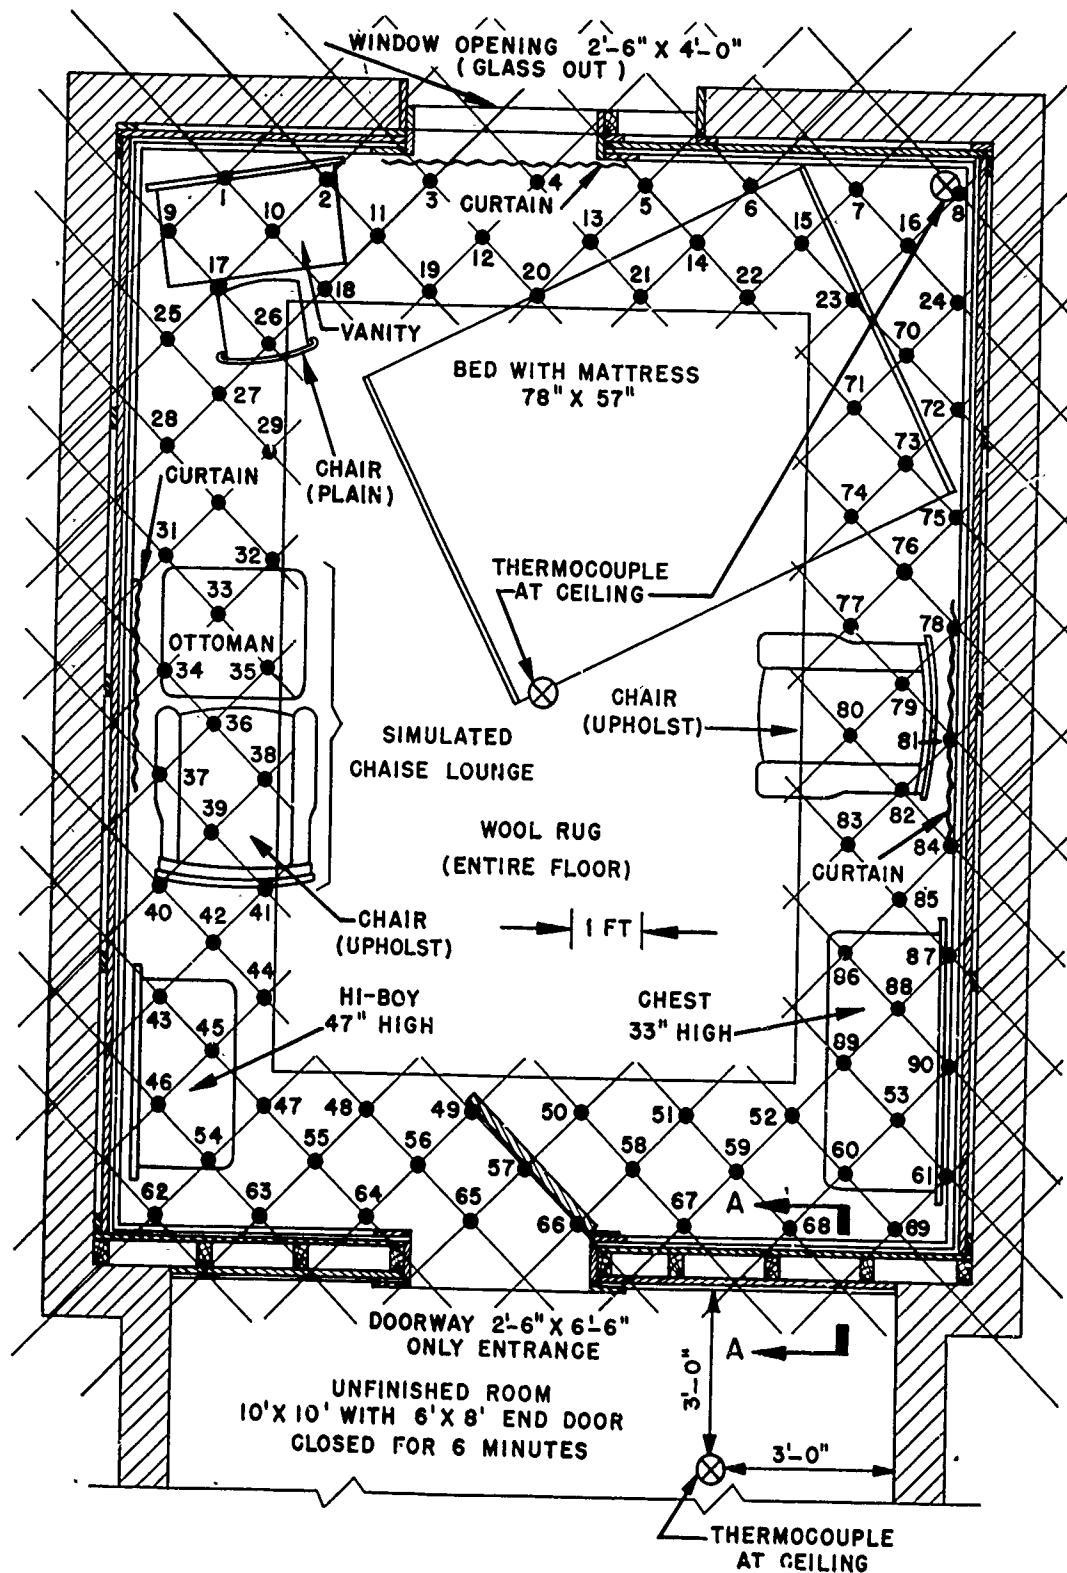 WINDOW OPENING 2'-6" X 4'-0"
(GLASS OUT)
1
2
3
4
5
6
7
8
CURTAIN
9
10
11
12
13
14
15
16
17
18
19
20
21
22
23
24
25
26
VANITY
70
BED WITH MATTRESS
78" X 57"
27
71
72
28
29
73
CURTAIN
CHAIR
(PLAIN)
74
75
31
32
76
THERMOCOUPLE
AT CEILING
33
77
78
OTTOMAN
34
35
CHAIR
(UPHOLST)
79
36
80
81
SIMULATED
CHAISE LOUNGE
37
38
82
39
83
84
WOOL RUG
(ENTIRE FLOOR)
CURTAIN
40
41
85
CHAIR
(UPHOLST)
42
1 FT
86
87
44
HI-BOY
47" HIGH
CHEST
33" HIGH
88
43
45
89
90
46
47
48
49
50
51
52
53
54
55
56
57
58
59
60
61
62
63
64
65
66
67
68
69
A
DOORWAY 2'-6" X 6'-6"
ONLY ENTRANCE
A
3'-0"
UNFINISHED ROOM
10' X 10' WITH 6' X 8' END DOOR
CLOSED FOR 6 MINUTES
3'-0"
THERMOCOUPLE
AT CEILING